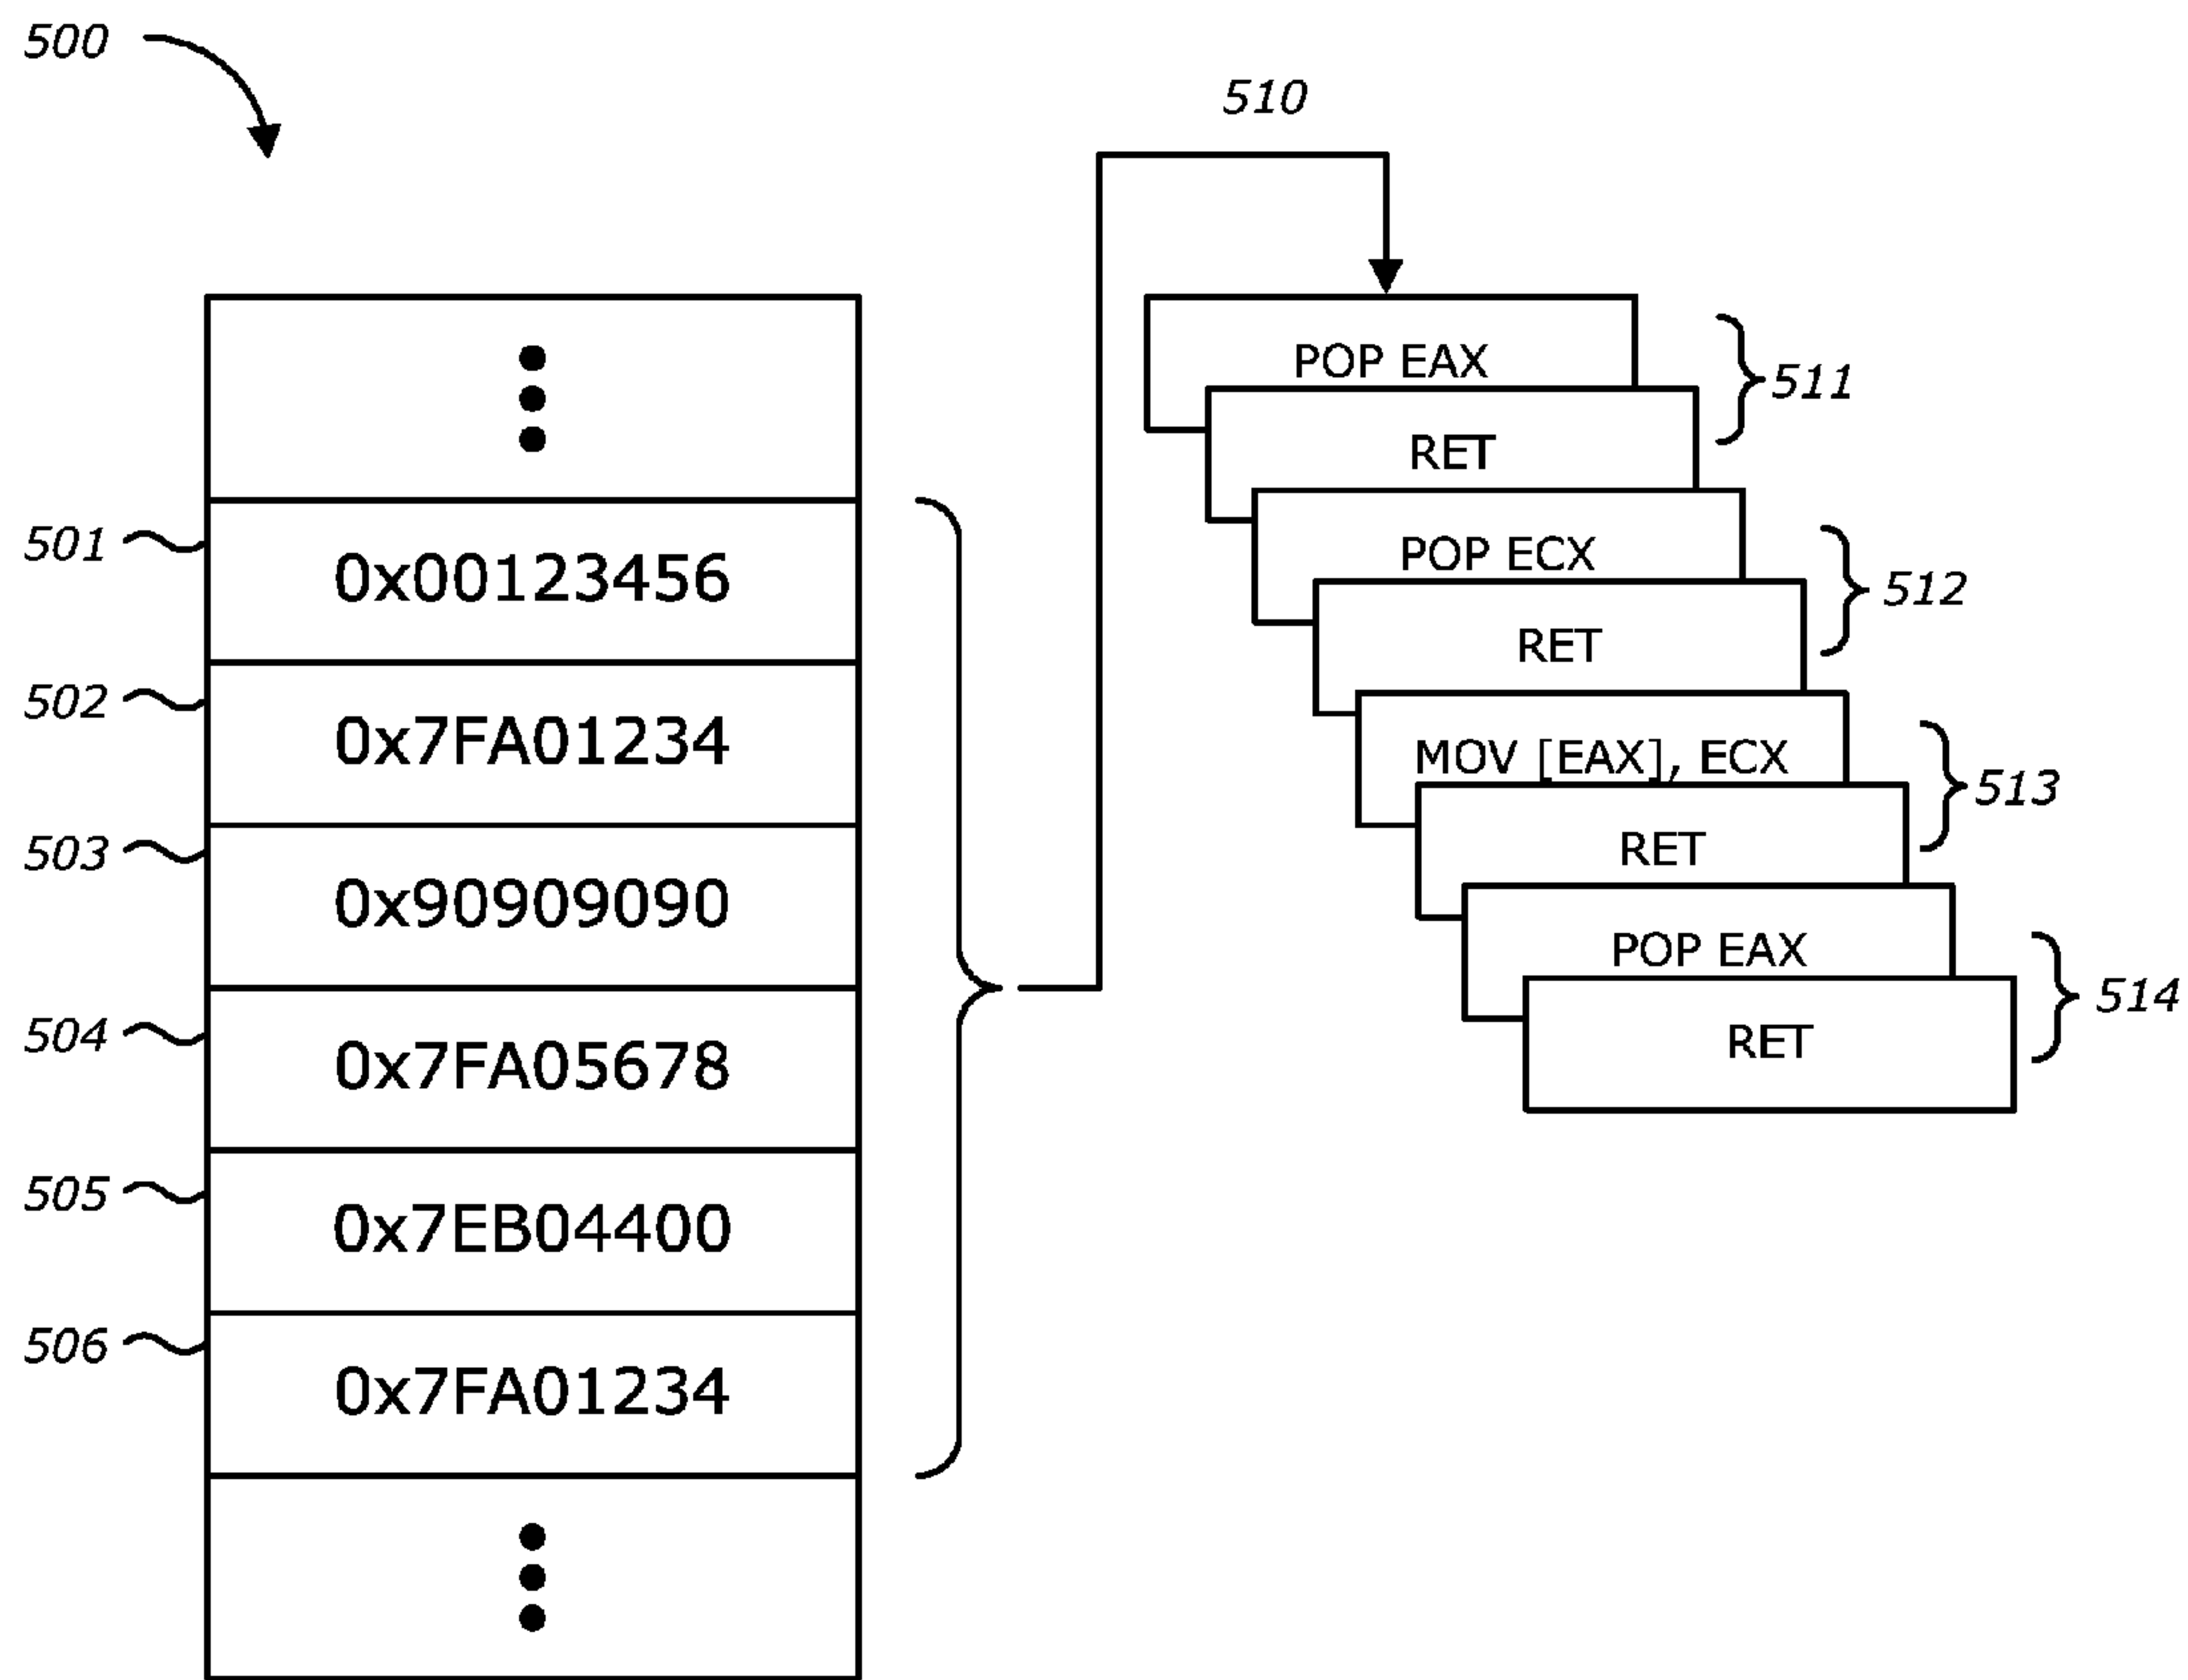 500
510
501
0x00123456
502
0x7FA01234
503
0x90909090
504
0x7FA05678
505
0x7EB04400
506
0x7FA01234
POP EAX
RET
511
POP ECX
RET
512
MOV [EAX], ECX
RET
513
POP EAX
RET
514